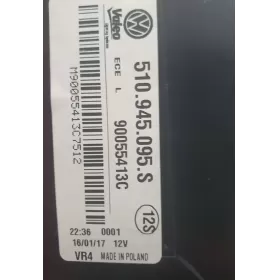 Valeo
ECE L
510.945.095.S
90055413C
12S
M90055413C7512
22:36 0001
16/01/17 12V
VR4 MADE IN POLAND